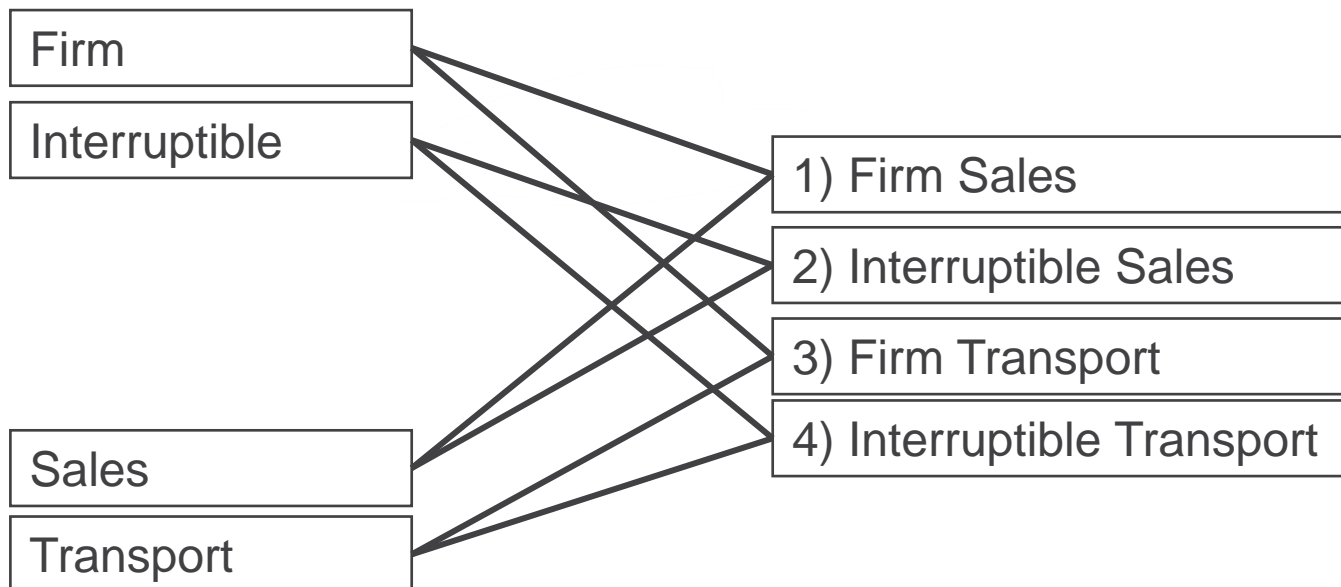 Firm
Interruptible
Sales
Transport
1) Firm Sales
2) Interruptible Sales
3) Firm Transport
4) Interruptible Transport